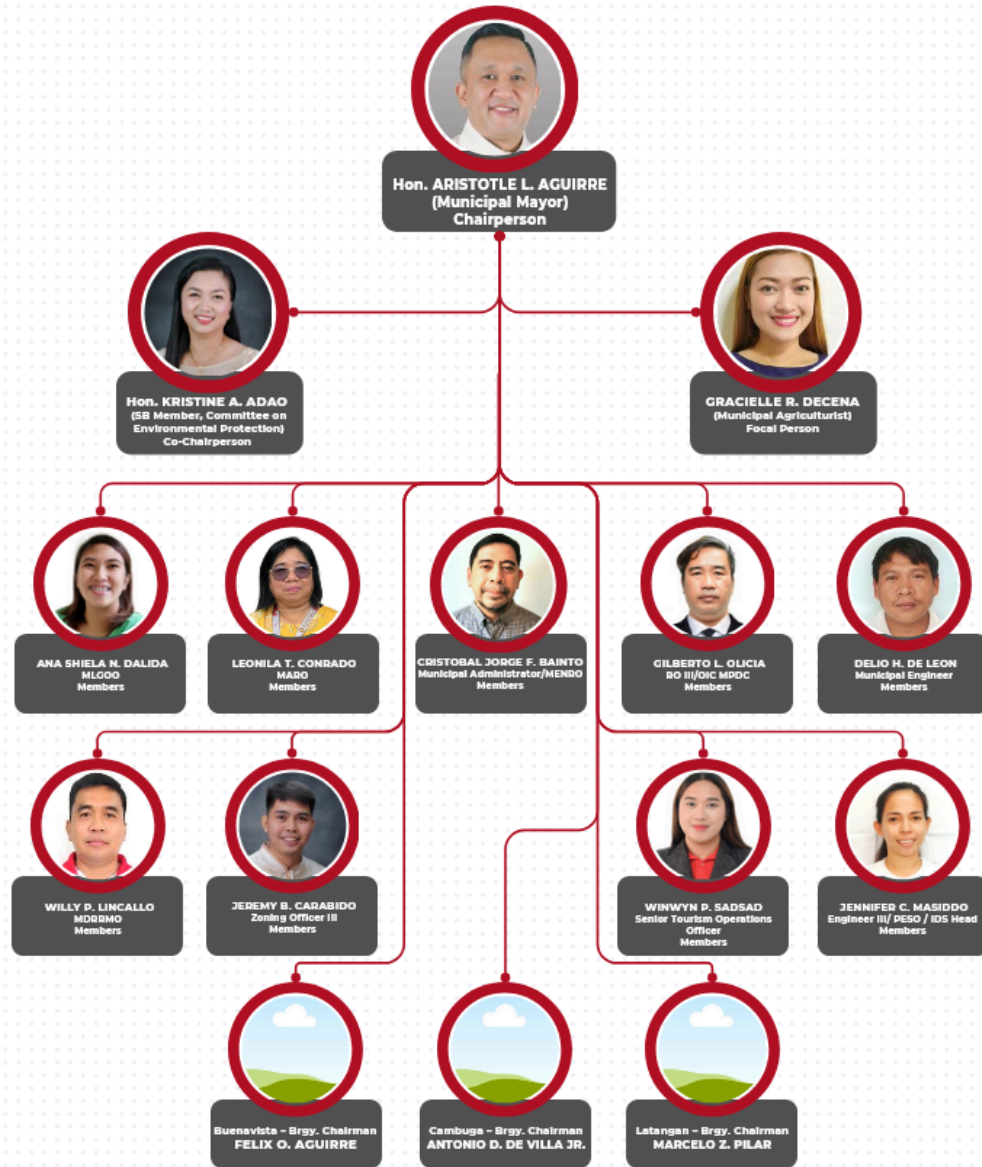 Hon. ARISTOTLE L. AGUIRRE
(Municipal Mayor)
Chairperson
Hon. KRISTINE A. ADAO
(SB Member, Committee on
Environmental Protection)
Co-Chairperson
GRACIELLE R. DECENA
(Municipal Agriculturist)
Focal Person
ANA SHIELA N. DALIDA
MLGOO
Members
LEONILA T. CONRADO
MARO
Members
CRISTOBAL JORGE F. BAINTO
Municipal Administrator/MENRO
Members
GILBERTO L. OLICIA
RO III/OIC MPDC
Members
DELIO H. DE LEON
Municipal Engineer
Members
WILLY P. LINCALLO
MDRRMO
Members
JEREMY B. CARABIDO
Zoning Officer III
Members
WINWYN P. SADSAD
Senior Tourism Operations
Officer
Members
JENNIFER C. MASIDDO
Engineer III/ PESO / IDS Head
Members
Buenavista – Brgy. Chairman
FELIX O. AGUIRRE
Cambuga – Brgy. Chairman
ANTONIO D. DE VILLA JR.
Latangan – Brgy. Chairman
MARCELO Z. PILAR